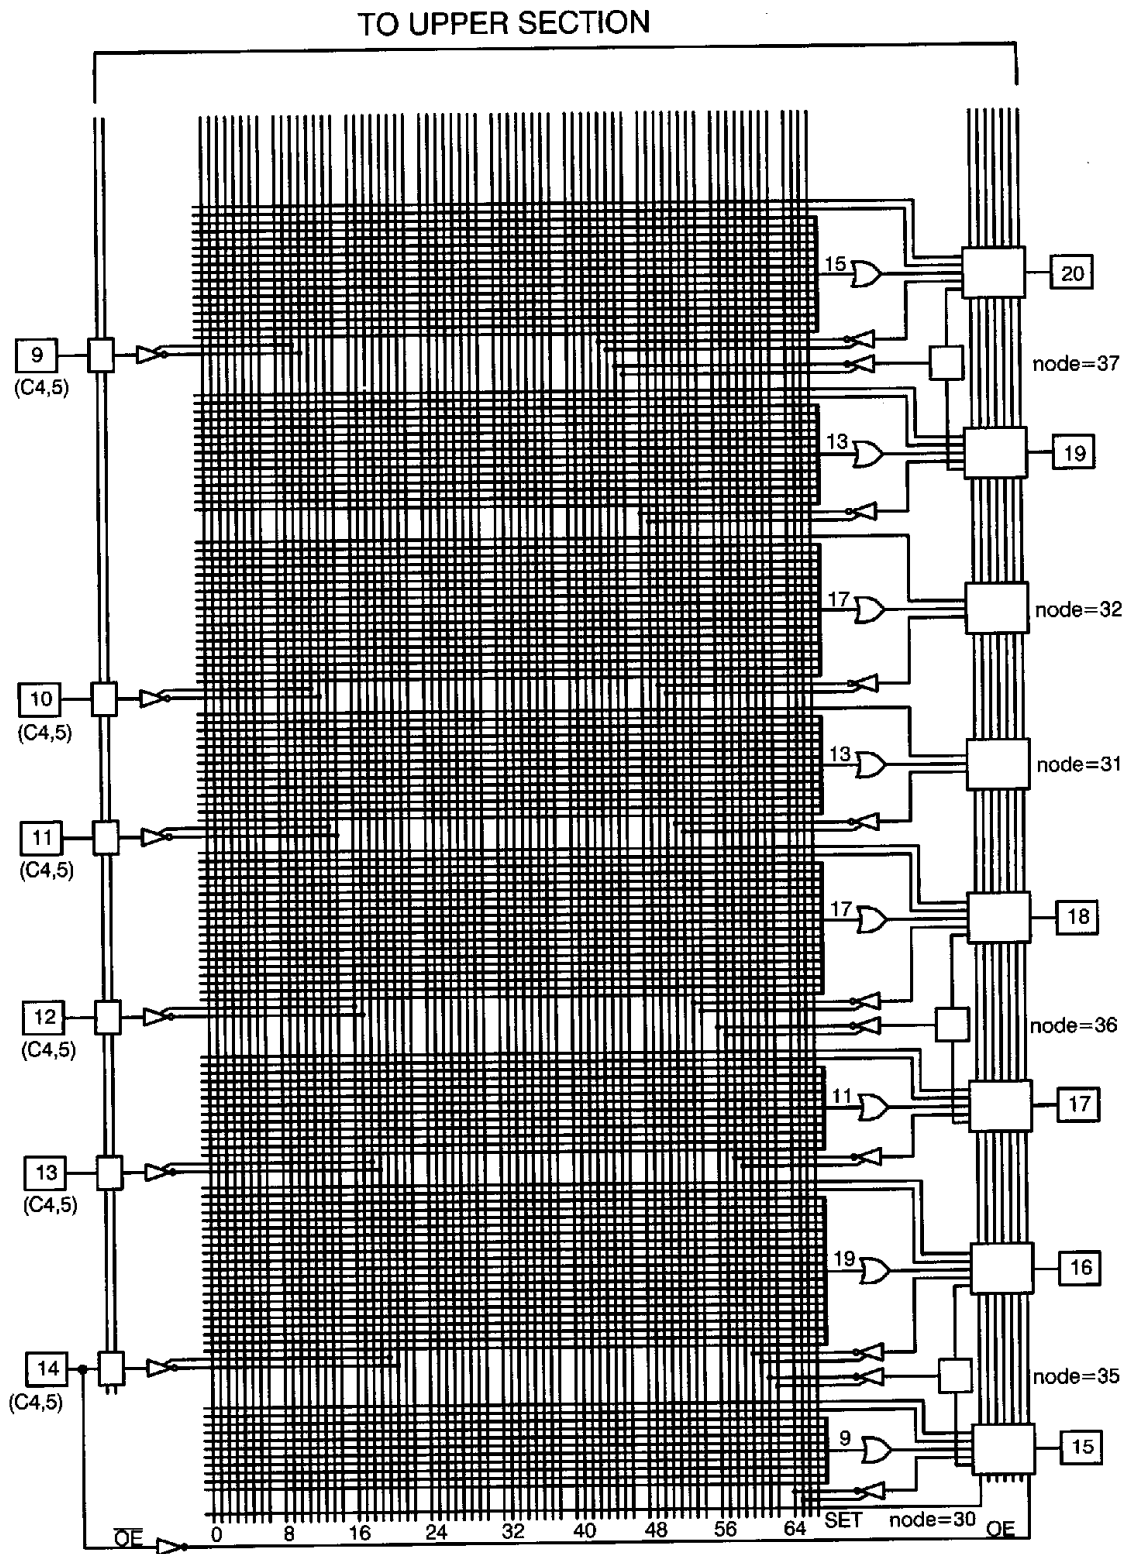 TO UPPER SECTION
15
20
9
(C4,5)
node=37
13
19
17
node=32
10
(C4,5)
13
node=31
11
(C4,5)
17
18
12
(C4,5)
node=36
11
17
13
(C4,5)
19
16
14
(C4,5)
node=35
9
15
0 8 16 24 32 40 48 56 64 SET node=30 OE
OE